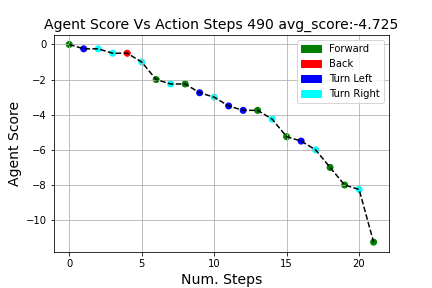 Agent Score Vs Action Steps 490 avg_score:-4.725
Forward
Back
Turn Left
Turn Right
Agent Score
0
−2
−4
−6
−8
−10
0 5 10 15 20
Num. Steps